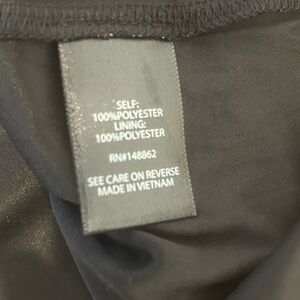 SELF:
100%POLYESTER
LINING:
100%POLYESTER
RN#148862
SEE CARE ON REVERSE
MADE IN VIETNAM